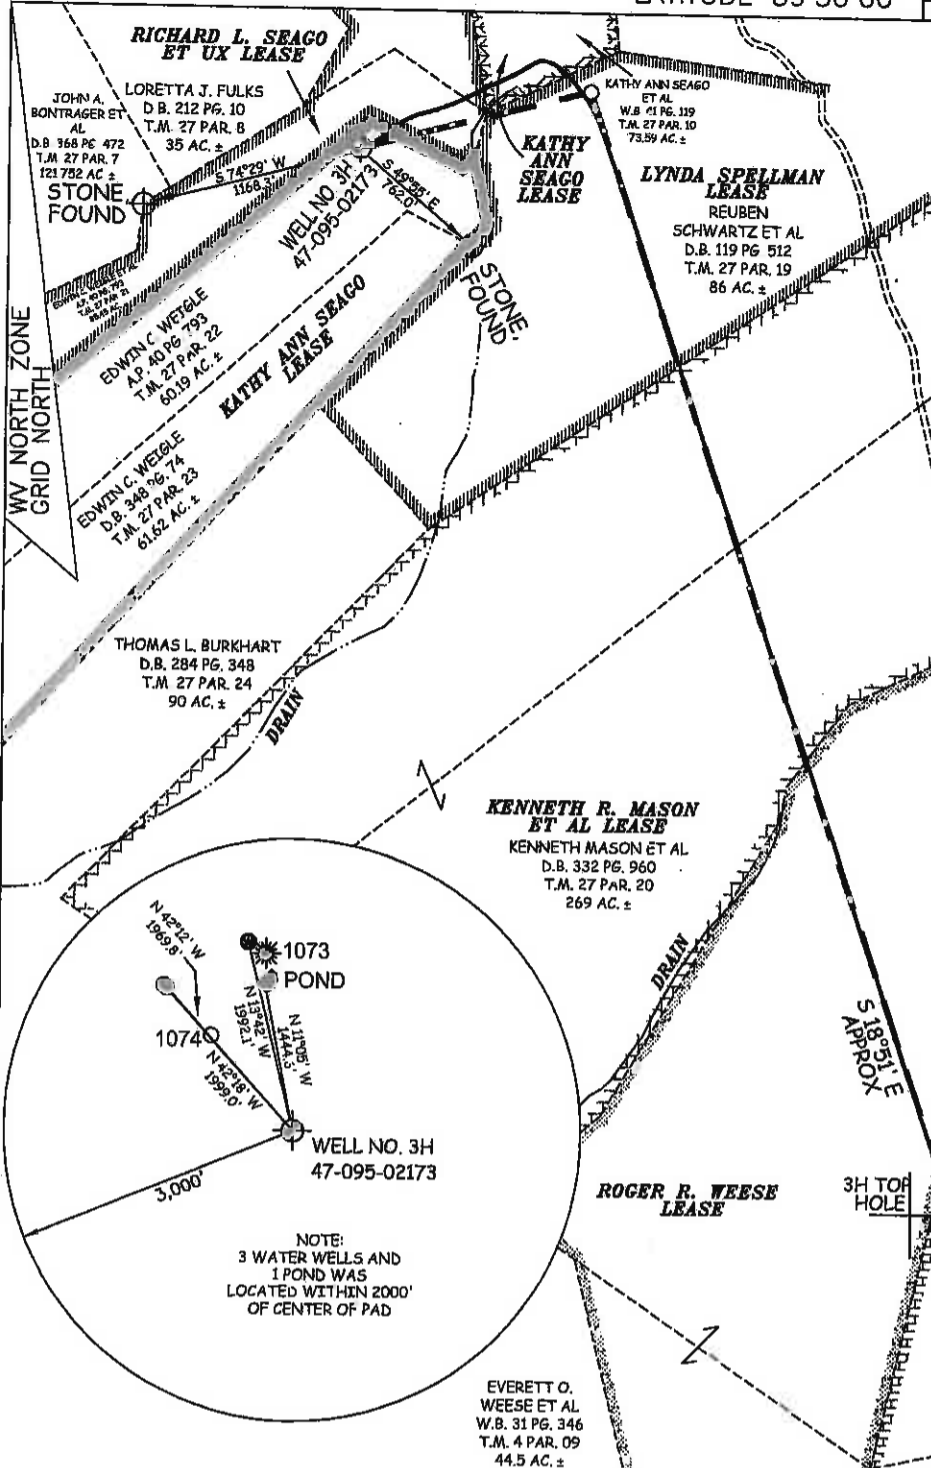 RICHARD L. SEAGO
ET UX LEASE
LORETTA J. FULKS
D.B. 212 PG. 10
T.M. 27 PAR. 8
35 AC. ±
JOHN A.
BONTRAGER ET
AL
D.B 368 PG 472
T.M 27 PAR. 7
121 752 AC ±
STONE
FOUND
S 74°29' W
1168.
WELL NO. 3H
47-095-02173
S 49°55' E
762.0'
STONE
FOUND
KATHY
ANN
SEAGO
LEASE
KATHY ANN SEAGO
ET AL
PG. 119
T.M. 27 PAR. 10
73.59 AC. ±
LYNDA SPELLMAN
LEASE
REUBEN
SCHWARTZ ET AL
D.B. 119 PG 512
T.M. 27 PAR. 19
86 AC. ±
WV NORTH ZONE
GRID NORTH
EDWIN C. WEIGLE
A.P. 40 PG 793
T.M. 27 PAR. 22
60.19 AC. ±
KATHY ANN SEAGO
LEASE
EDWIN C. WEIGLE
D.B. 348 PG. 74
T.M. 27 PAR. 23
61.62 AC. ±
THOMAS L. BURKHART
D.B. 284 PG. 348
T.M 27 PAR. 24
90 AC. ±
DRAIN
KENNETH R. MASON
ET AL LEASE
KENNETH MASON ET AL
D.B. 332 PG. 960
T.M. 27 PAR. 20
269 AC. ±
DRAIN
S 18°51' E
APPROX
N 42°12' W
1969.8'
1073
POND
1074
N 13°42' W
1992.1'
N 11°05' W
N 42°18' W
1999.0'
WELL NO. 3H
47-095-02173
3,000'
NOTE:
3 WATER WELLS AND
1 POND WAS
LOCATED WITHIN 2000'
OF CENTER OF PAD
ROGER R. WEESE
LEASE
3H TOP
HOLE
EVERETT O.
WEESE ET AL
W.B. 31 PG. 346
T.M. 4 PAR. 09
44.5 AC. ±